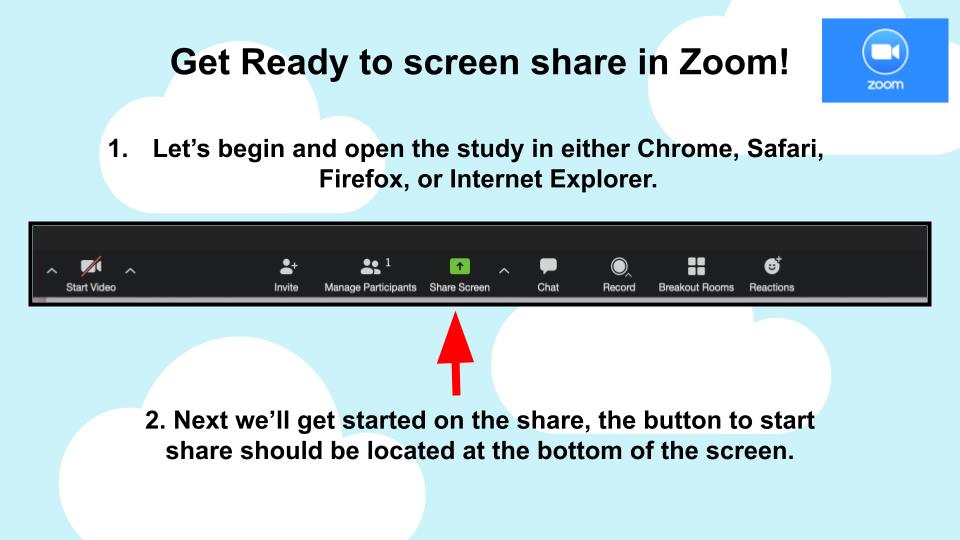 Get Ready to screen share in Zoom!
zoom
1. Let’s begin and open the study in either Chrome, Safari,
Firefox, or Internet Explorer.
1
Start Video Invite Manage Participants Share Screen Chat Record Breakout Rooms Reactions
2. Next we’ll get started on the share, the button to start
share should be located at the bottom of the screen.